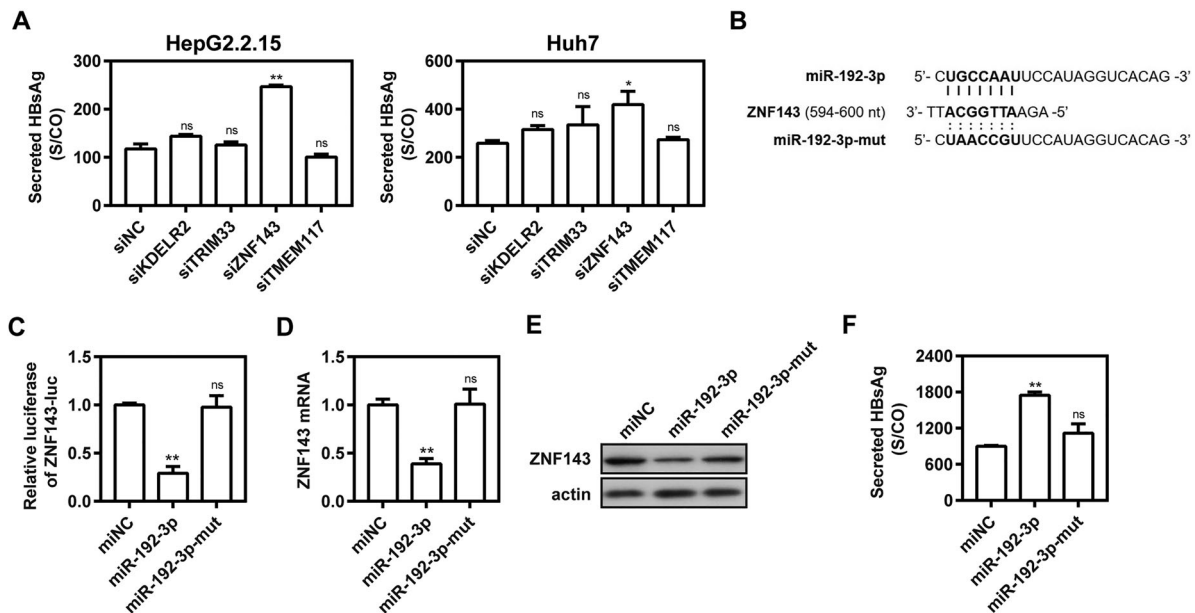 A
HepG2.2.15
Secreted HBsAg
(S/CO)
300
200
100
0
**
ns
ns
ns
siNC
siKDELR2
siTRIM33
siZNF143
siTMEM117
Huh7
Secreted HBsAg
(S/CO)
600
400
200
0
ns
ns
*
ns
siNC
siKDELR2
siTRIM33
siZNF143
siTMEM117
B
miR-192-3p 5'- CUGCCAAUUUCCAUAGGUCACAG -3'
ZNF143 (594-600 nt) 3'- TTACGGTTAAGA -5'
miR-192-3p-mut 5'- CUAACCGUUUCCAUAGGUCACAG -3'
C
Relative luciferase
of ZNF143-luc
1.5
1.0
0.5
0.0
**
ns
miNC
miR-192-3p
miR-192-3p-mut
D
ZNF143 mRNA
1.5
1.0
0.5
0.0
**
ns
miNC
miR-192-3p
miR-192-3p-mut
E
miNC
miR-192-3p
miR-192-3p-mut
ZNF143
actin
F
Secreted HBsAg
(S/CO)
2400
1800
1200
600
0
**
ns
miNC
miR-192-3p
miR-192-3p-mut